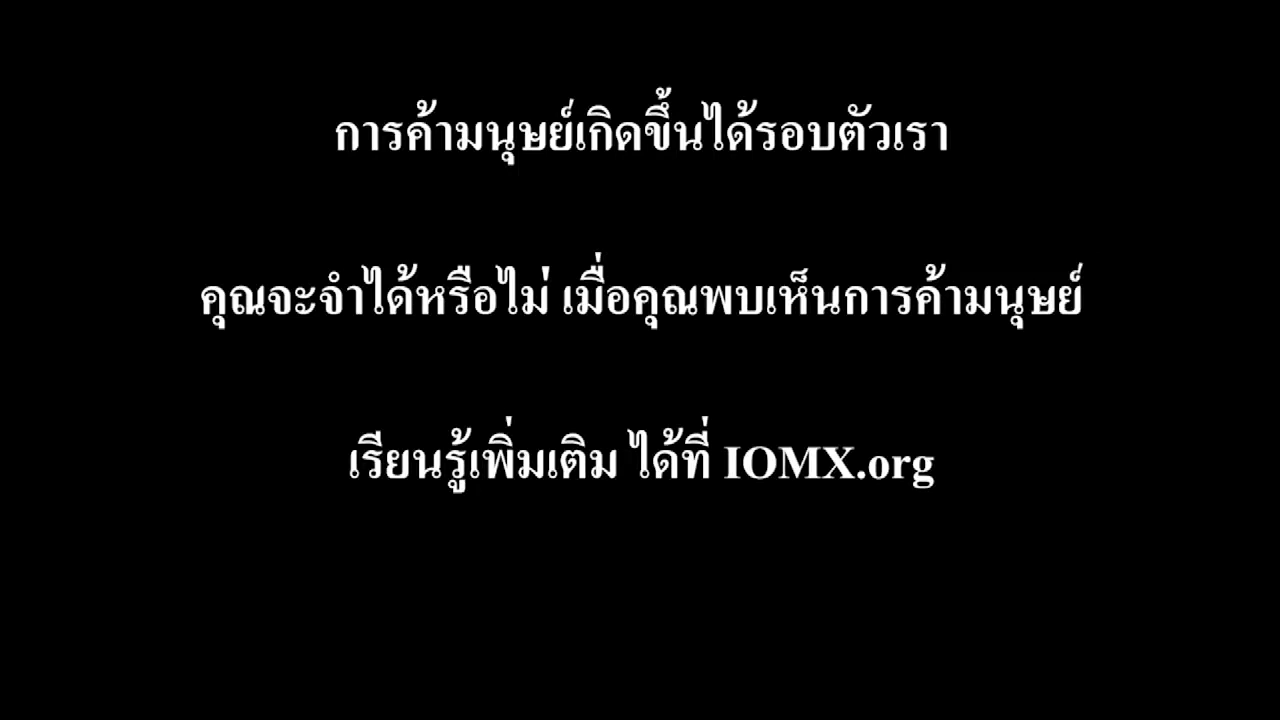 การค้ามนุษย์เกิดขึ้นได้รอบตัวเรา
คุณจะจำได้หรือไม่ เมื่อคุณพบเห็นการค้ามนุษย์
เรียนรู้เพิ่มเติม ได้ที่ IOMX.org